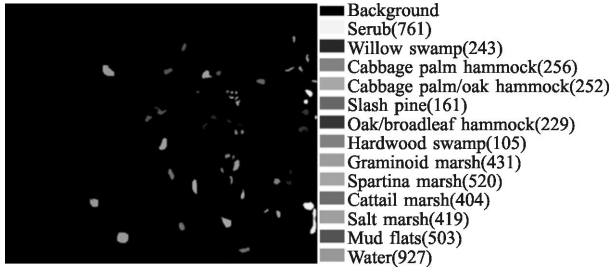 Background
Serub(761)
Willow swamp(243)
Cabbage palm hammock(256)
Cabbage palm/oak hammock(252)
Slash pine(161)
Oak/broadleaf hammock(229)
Hardwood swamp(105)
Graminoid marsh(431)
Spartina marsh(520)
Cattail marsh(404)
Salt marsh(419)
Mud flats(503)
Water(927)